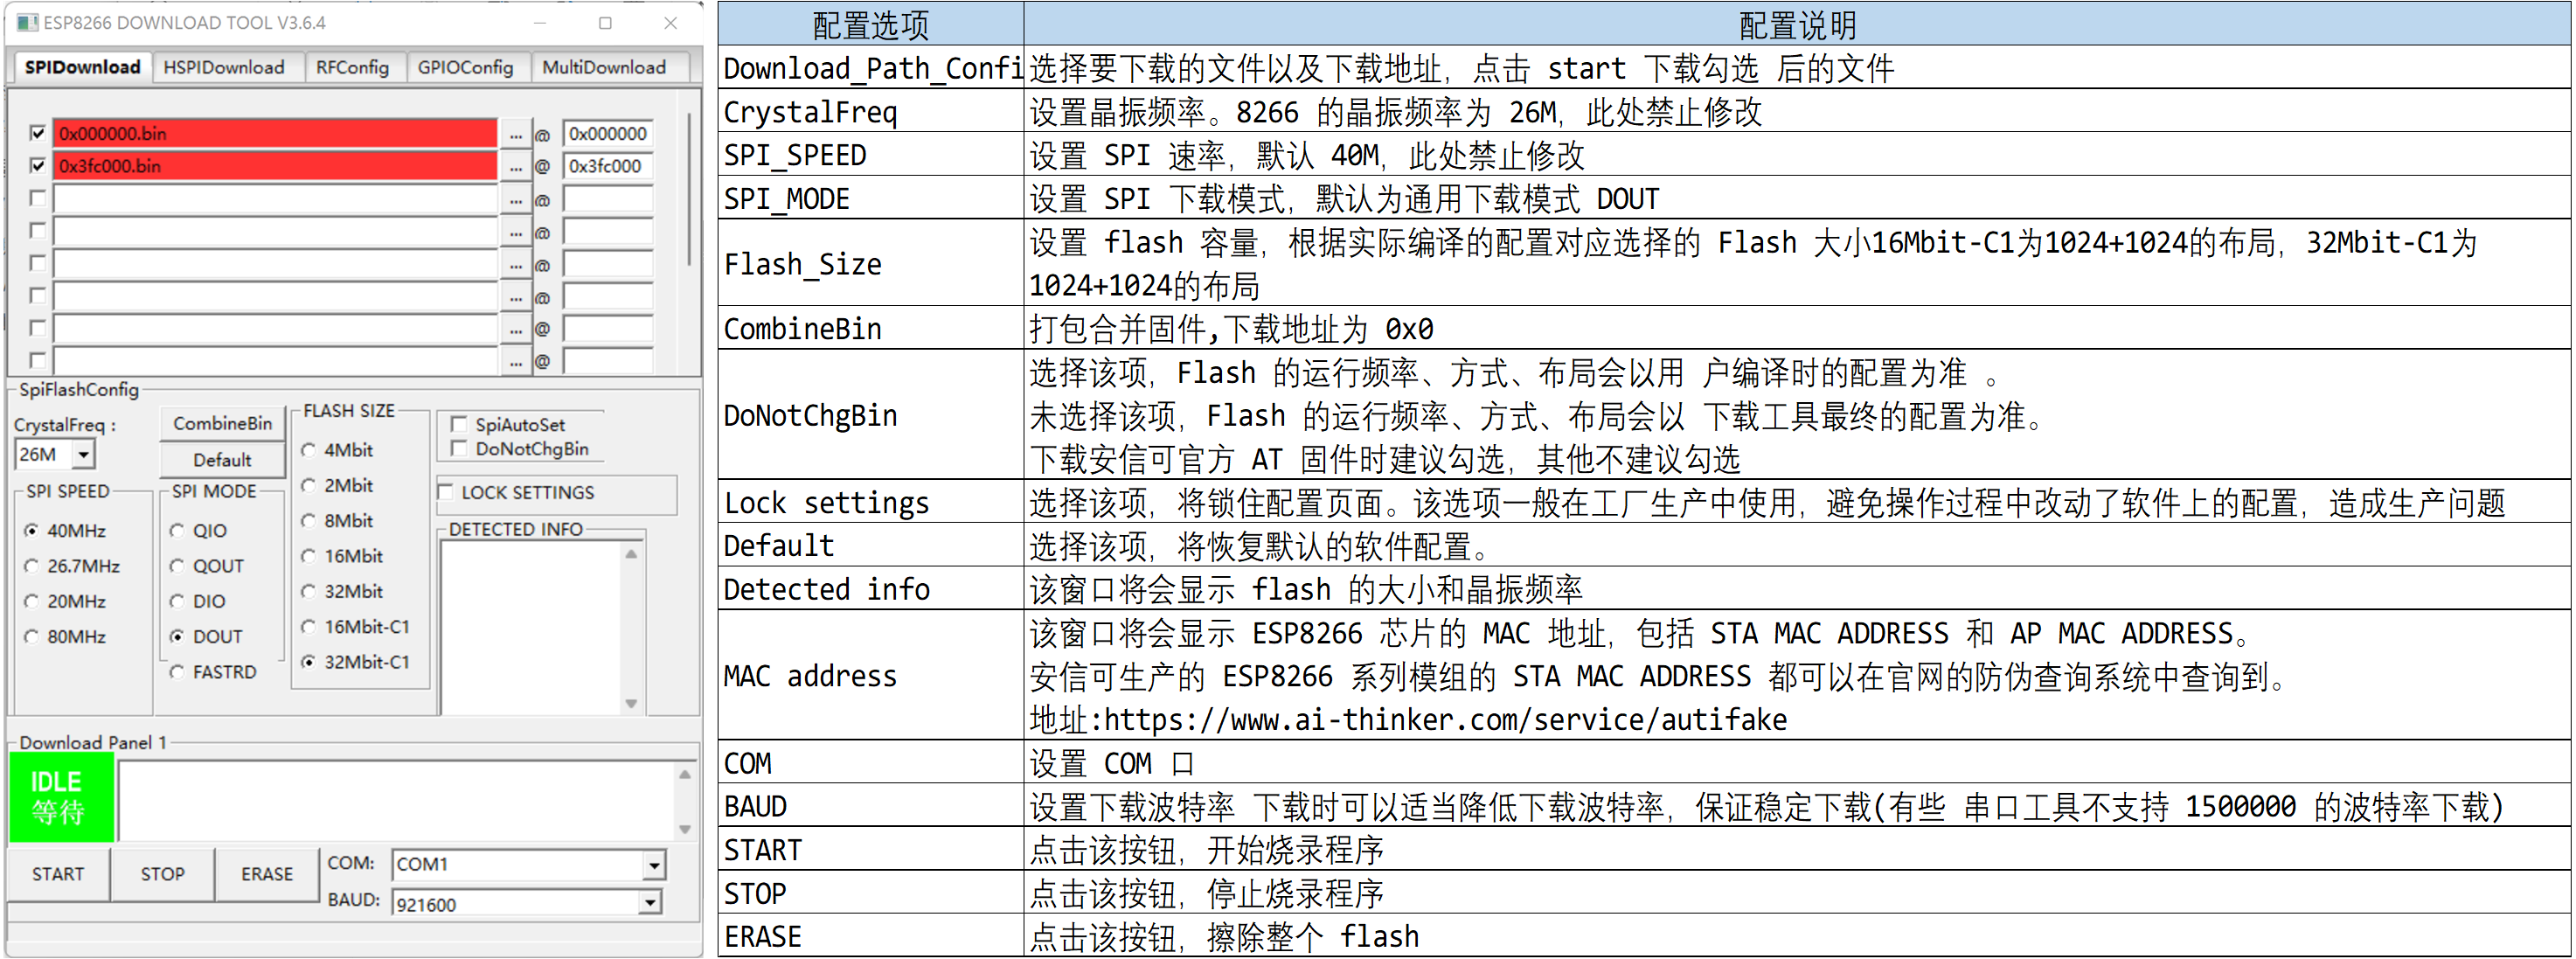 ESP8266 DOWNLOAD TOOL V3.6.4
SPIDownload
HSPIDownload
RFConfig
GPIOConfig
MultiDownload
0x000000.bin
...
@
0x000000
0x3fc000.bin
...
@
0x3fc000
...
@
...
@
...
@
...
@
...
@
...
@
SpiFlashConfig
CrystalFreq :
26M
CombineBin
Default
SPI SPEED
40MHz
26.7MHz
20MHz
80MHz
SPI MODE
QIO
QOUT
DIO
DOUT
FASTRD
FLASH SIZE
4Mbit
2Mbit
8Mbit
16Mbit
32Mbit
16Mbit-C1
32Mbit-C1
SpiAutoSet
DoNotChgBin
LOCK SETTINGS
DETECTED INFO
Download Panel 1
IDLE
等待
START
STOP
ERASE
COM:
COM1
BAUD:
921600
配置选项
配置说明
Download_Path_Confi
选择要下载的文件以及下载地址，点击 start 下载勾选 后的文件
CrystalFreq
设置晶振频率。8266 的晶振频率为 26M，此处禁止修改
SPI_SPEED
设置 SPI 速率，默认 40M，此处禁止修改
SPI_MODE
设置 SPI 下载模式，默认为通用下载模式 DOUT
Flash_Size
设置 flash 容量，根据实际编译的配置对应选择的 Flash 大小16Mbit-C1为1024+1024的布局，32Mbit-C1为
1024+1024的布局
CombineBin
打包合并固件,下载地址为 0x0
DoNotChgBin
选择该项，Flash 的运行频率、方式、布局会以用 户编译时的配置为准 。
未选择该项，Flash 的运行频率、方式、布局会以 下载工具最终的配置为准。
下载安信可官方 AT 固件时建议勾选，其他不建议勾选
Lock settings
选择该项，将锁住配置页面。该选项一般在工厂生产中使用，避免操作过程中改动了软件上的配置，造成生产问题
Default
选择该项，将恢复默认的软件配置。
Detected info
该窗口将会显示 flash 的大小和晶振频率
MAC address
该窗口将会显示 ESP8266 芯片的 MAC 地址，包括 STA MAC ADDRESS 和 AP MAC ADDRESS。
安信可生产的 ESP8266 系列模组的 STA MAC ADDRESS 都可以在官网的防伪查询系统中查询到。
地址:https://www.ai-thinker.com/service/autifake
COM
设置 COM 口
BAUD
设置下载波特率 下载时可以适当降低下载波特率，保证稳定下载(有些 串口工具不支持 1500000 的波特率下载)
START
点击该按钮，开始烧录程序
STOP
点击该按钮，停止烧录程序
ERASE
点击该按钮，擦除整个 flash